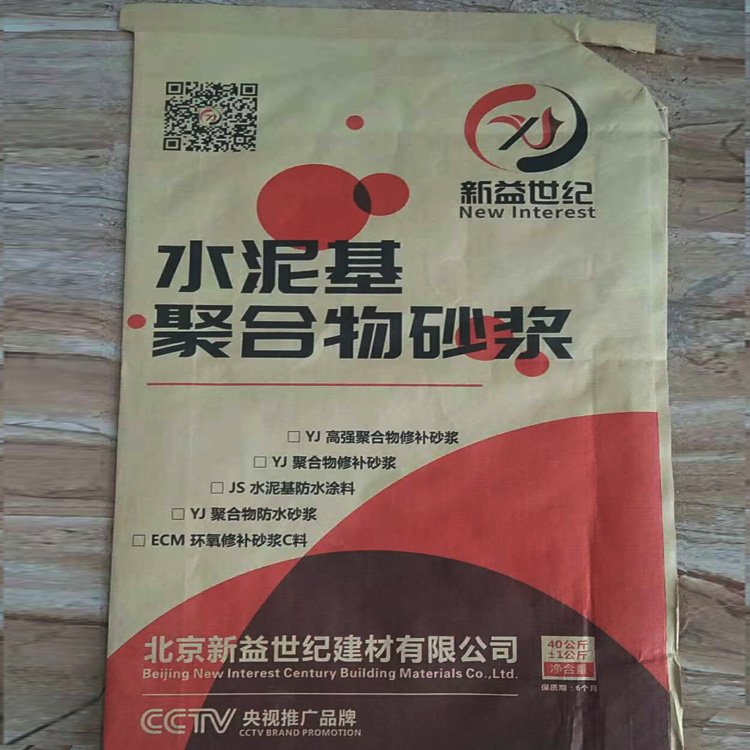 新益世纪
New Interest
水泥基
聚合物砂浆
□ YJ 高强聚合物修补砂浆
□ YJ 聚合物修补砂浆
□ JS 水泥基防水涂料
□ YJ 聚合物防水砂浆
□ ECM 环氧修补砂浆C料
北京新益世纪建材有限公司
Beijing New Interest Century Building Materials Co.,Ltd.
40公斤
±1公斤
净含量
保质期：6个月
CCTV 央视推广品牌
CCTV BRAND PROMOTION